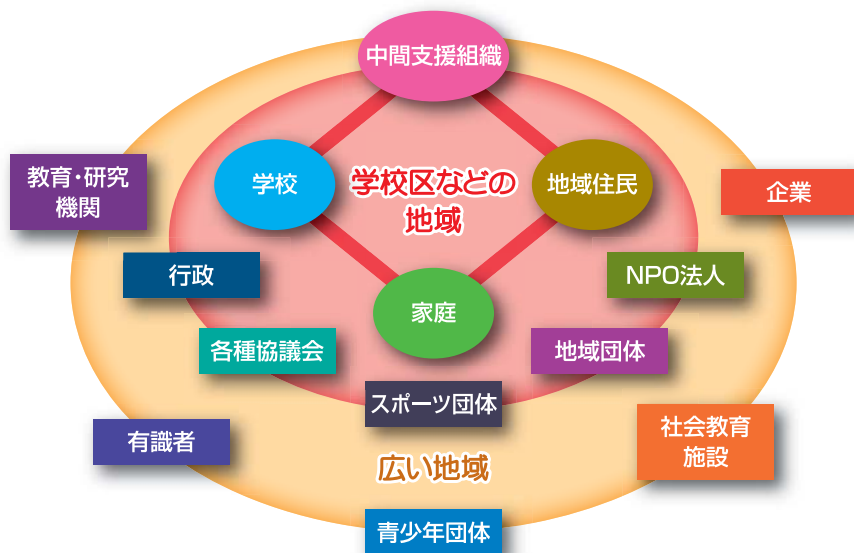 中間支援組織
教育・研究
機関
学校
学校区などの
地域
地域住民
企業
行政
NPO法人
家庭
各種協議会
地域団体
スポーツ団体
有識者
広い地域
社会教育
施設
青少年団体